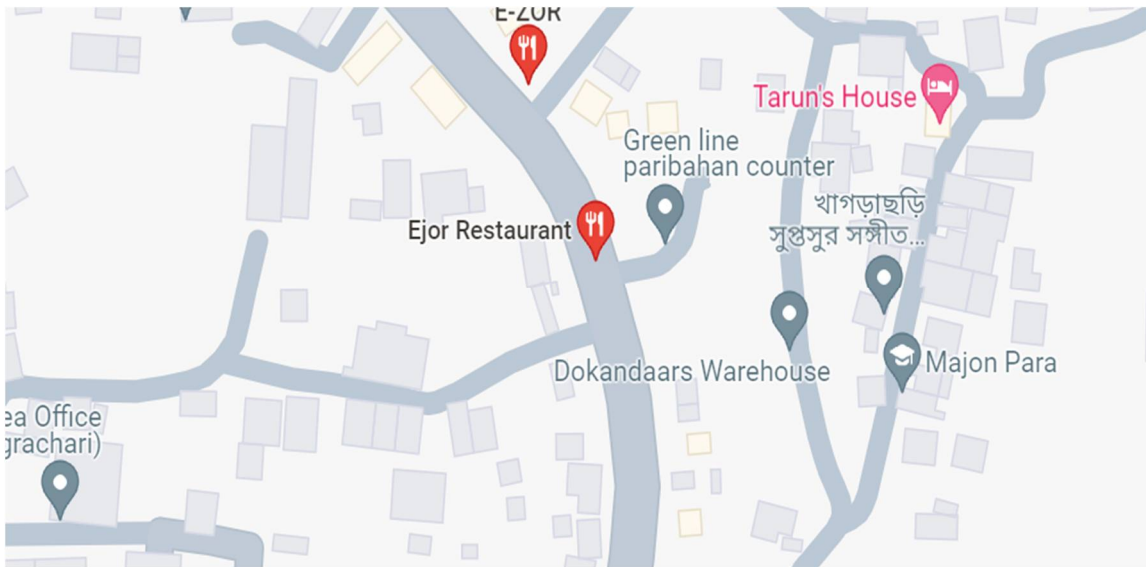 E-ZOR
Tarun's House
Green line
paribahan counter
খাগড়াছড়ি
সুপ্তসুর সঙ্গীত...
Ejor Restaurant
Dokandaars Warehouse
Majon Para
ea Office
grachari)